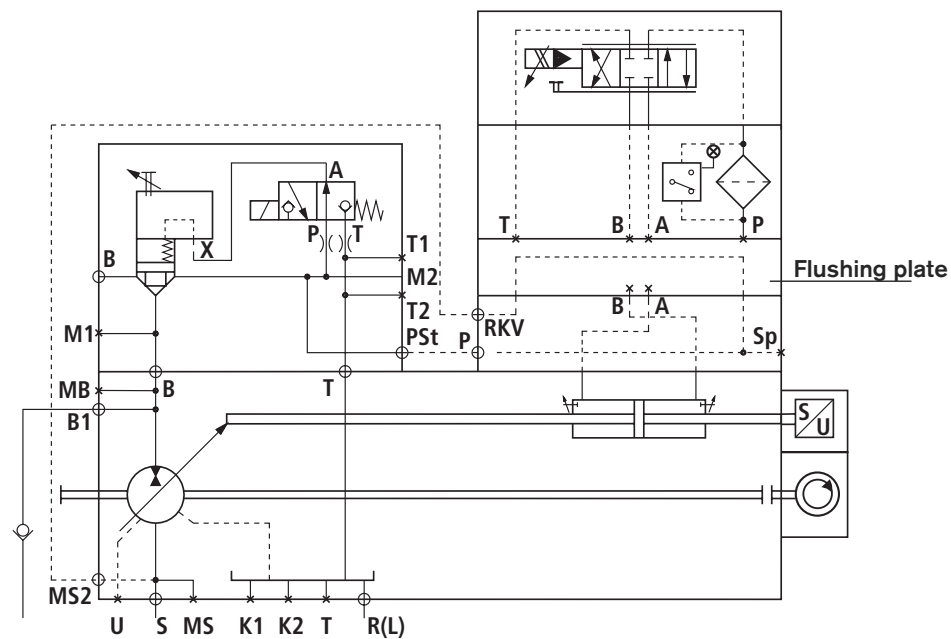 A
X
P
T
B
T1
M2
T2
PSt
M1
MB
B
T
B1
MS2
U
S
MS
K1
K2
T
R(L)
T
B
A
P
Flushing plate
B
A
RKV
P
Sp
S
U